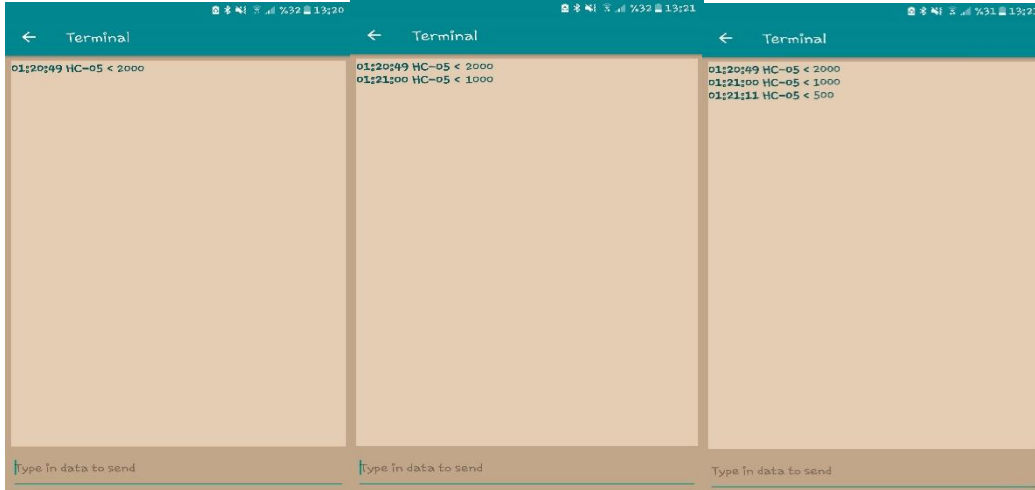 %32 13:20
← Terminal
01:20:49 HC-05 < 2000
Type in data to send
%32 13:21
← Terminal
01:20:49 HC-05 < 2000
01:21:00 HC-05 < 1000
Type in data to send
%31 13:21
← Terminal
01:20:49 HC-05 < 2000
01:21:00 HC-05 < 1000
01:21:11 HC-05 < 500
Type in data to send